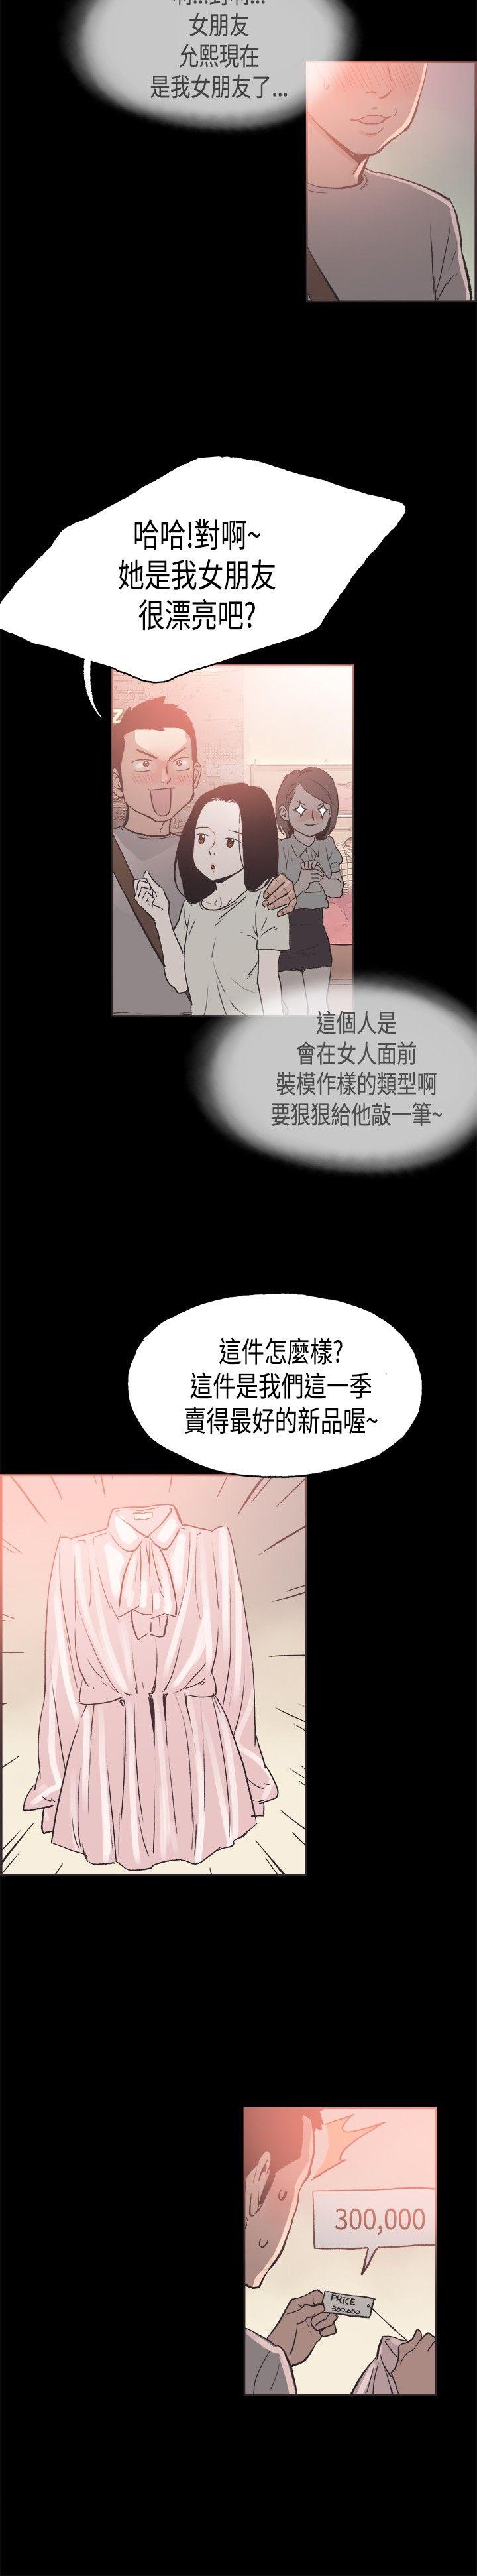 啊...對啊...
女朋友
允熙現在
是我女朋友了...
哈哈!對啊~
她是我女朋友
很漂亮吧?
這個人是
會在女人面前
裝模作樣的類型啊
要狠狠給他敲一筆~
這件怎麼樣?
這件是我們這一季
賣得最好的新品喔~
300,000
PRICE
300.000